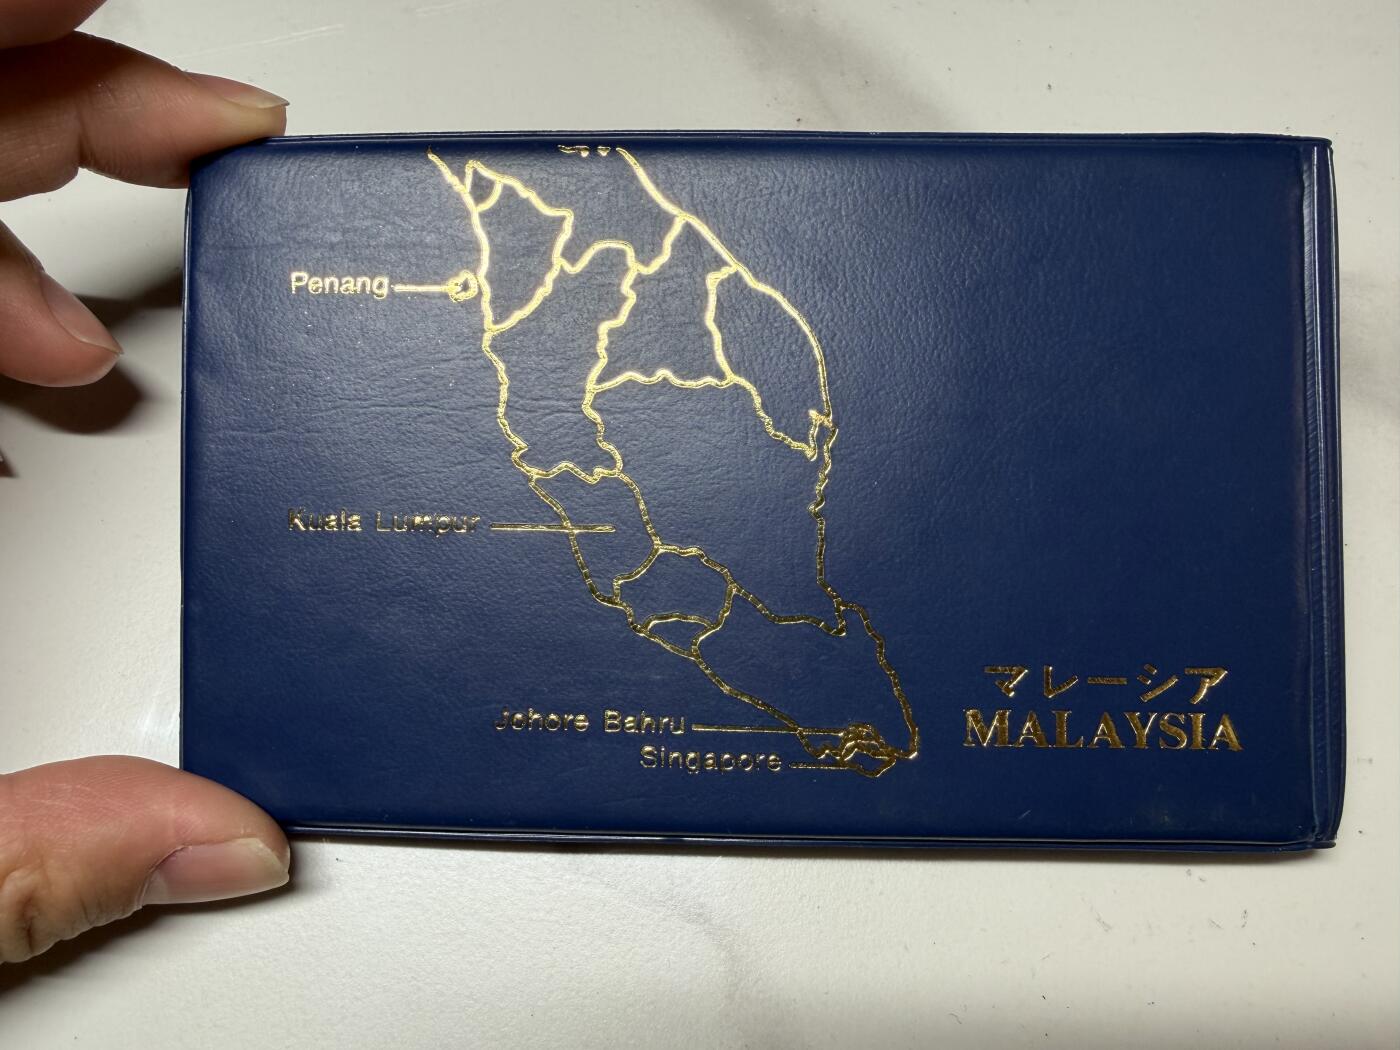 Penang
Kuala Lumpur
Johore Bahru
Singapore
マレーシア
MALAYSIA